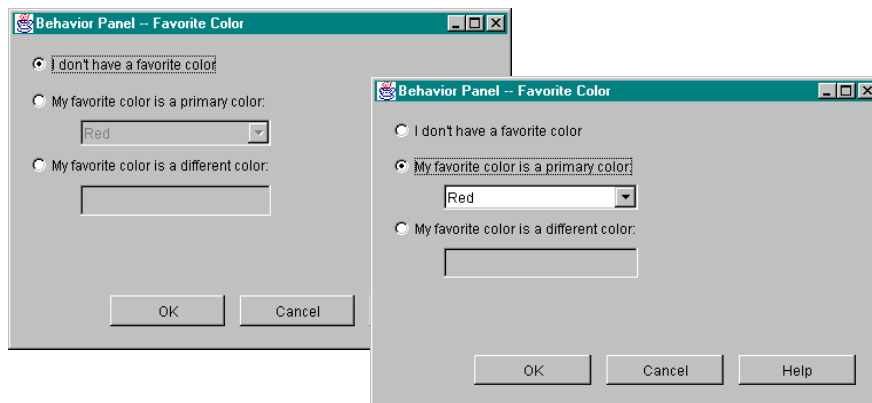 Behavior Panel -- Favorite Color
I don't have a favorite color
My favorite color is a primary color:
Red
My favorite color is a different color:
OK
Cancel
Behavior Panel -- Favorite Color
I don't have a favorite color
My favorite color is a primary color:
Red
My favorite color is a different color:
OK
Cancel
Help